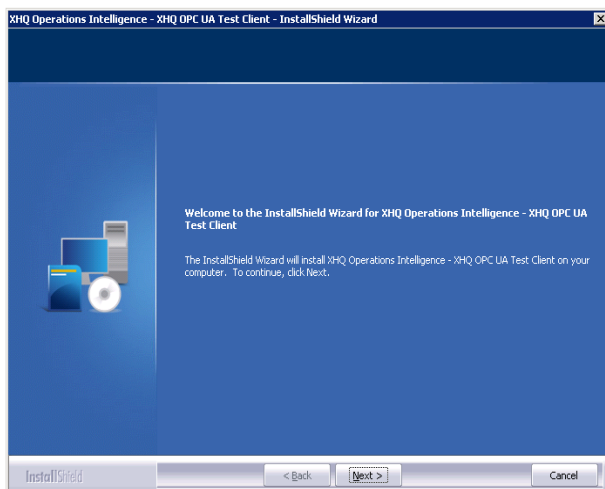 XHQ Operations Intelligence - XHQ OPC UA Test Client - InstallShield Wizard
Welcome to the InstallShield Wizard for XHQ Operations Intelligence - XHQ OPC UA
Test Client
The InstallShield Wizard will install XHQ Operations Intelligence - XHQ OPC UA Test Client on your
computer. To continue, click Next.
InstallShield
< Back
Next >
Cancel